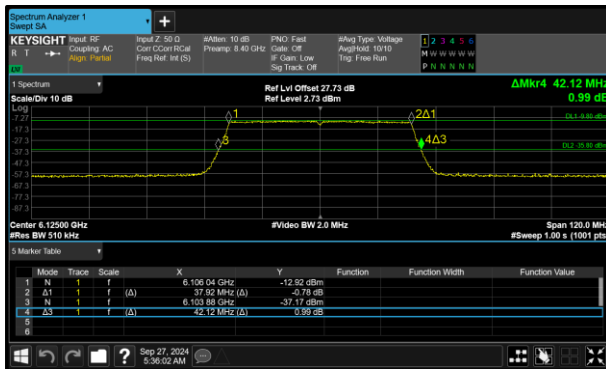 Spectrum Analyzer 1
Swept SA
+
KEYSIGHT Input: RF Input Z: 50 Ω #Atten: 10 dB PNO: Fast #Avg Type: Voltage 1 2 3 4 5 6
R T Coupling: AC Corr CCorr RCal Preamp: 8.40 GHz Gate: Off Avg|Hold: 10/10 M W W W W W
Align: Partial Freq Ref: Int (S) IF Gain: Low Trig: Free Run
Sig Track: Off P N N N N N
1 Spectrum Ref Lvl Offset 27.73 dB ΔMkr4 42.12 MHz
Scale/Div 10 dB Ref Level 2.73 dBm 0.99 dB
Log
-7.27 1 2Δ1 DL1 -9.80 dBm
-17.3
-27.3 3 4Δ3
-37.3 DL2 -35.80 dBm
-47.3
-57.3
-67.3
-77.3
-87.3
Center 6.12500 GHz #Video BW 2.0 MHz Span 120.0 MHz
#Res BW 510 kHz #Sweep 1.00 s (1001 pts)
5 Marker Table
Mode Trace Scale X Y Function Function Width Function Value
1 N 1 f 6.106 04 GHz -12.92 dBm
2 Δ1 1 f (Δ) 37.92 MHz (Δ) -0.78 dB
3 N 1 f 6.103 88 GHz -37.17 dBm
4 Δ3 1 f (Δ) 42.12 MHz (Δ) 0.99 dB
5
6
? Sep 27, 2024
5:36:02 AM